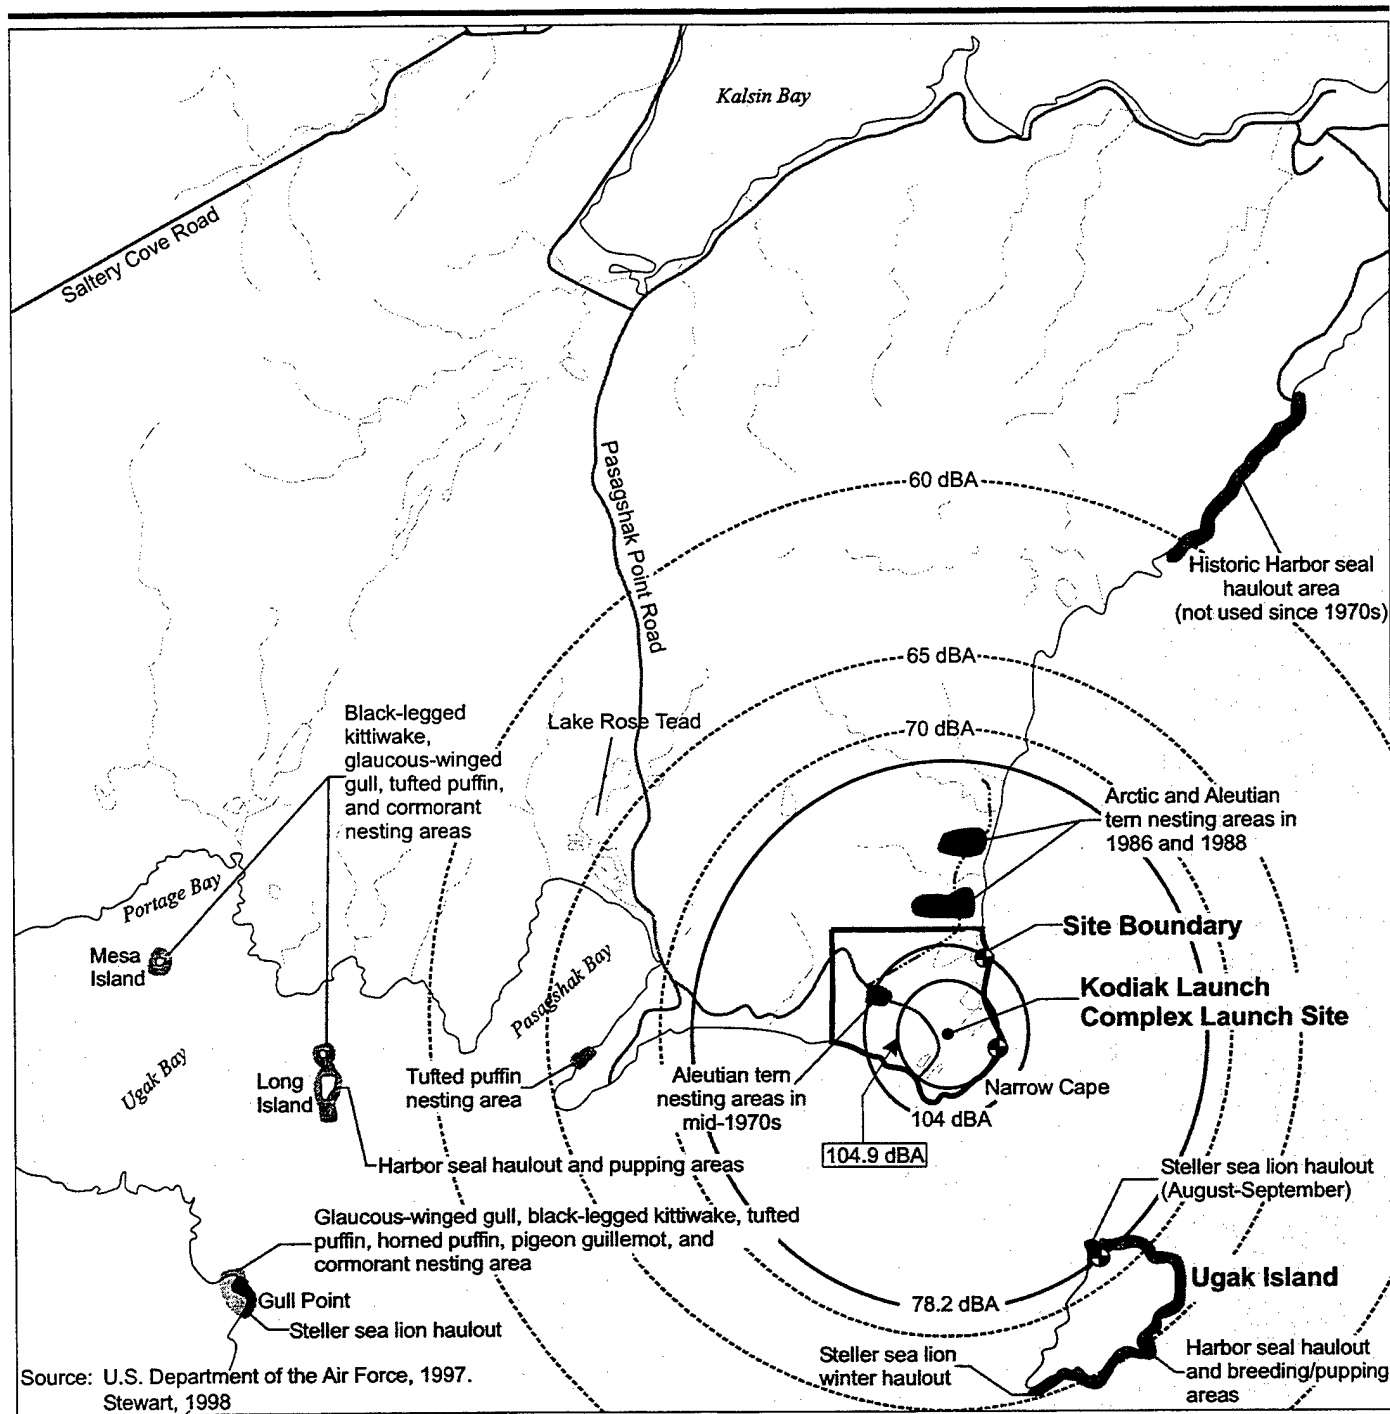 Kalsin Bay
Saltery Cove Road
Pasagshak Point Road
60 dBA
Historic Harbor seal
haulout area
(not used since 1970s)
65 dBA
70 dBA
Black-legged
kittiwake,
glaucous-winged
gull, tufted puffin,
and cormorant
nesting areas
Lake Rose Tead
Arctic and Aleutian
tern nesting areas in
1986 and 1988
Portage Bay
Mesa
Island
Site Boundary
Pasagshak Bay
Kodiak Launch
Complex Launch Site
Ugak Bay
Long
Island
Tufted puffin
nesting area
Aleutian tern
nesting areas in
mid-1970s
Narrow Cape
104 dBA
104.9 dBA
Harbor seal haulout and pupping areas
Steller sea lion haulout
(August-September)
Glaucous-winged gull, black-legged kittiwake, tufted
puffin, horned puffin, pigeon guillemot, and
cormorant nesting area
Ugak Island
Gull Point
78.2 dBA
Steller sea lion haulout
Steller sea lion
winter haulout
Harbor seal haulout
and breeding/pupping
areas
Source: U.S. Department of the Air Force, 1997.
Stewart, 1998